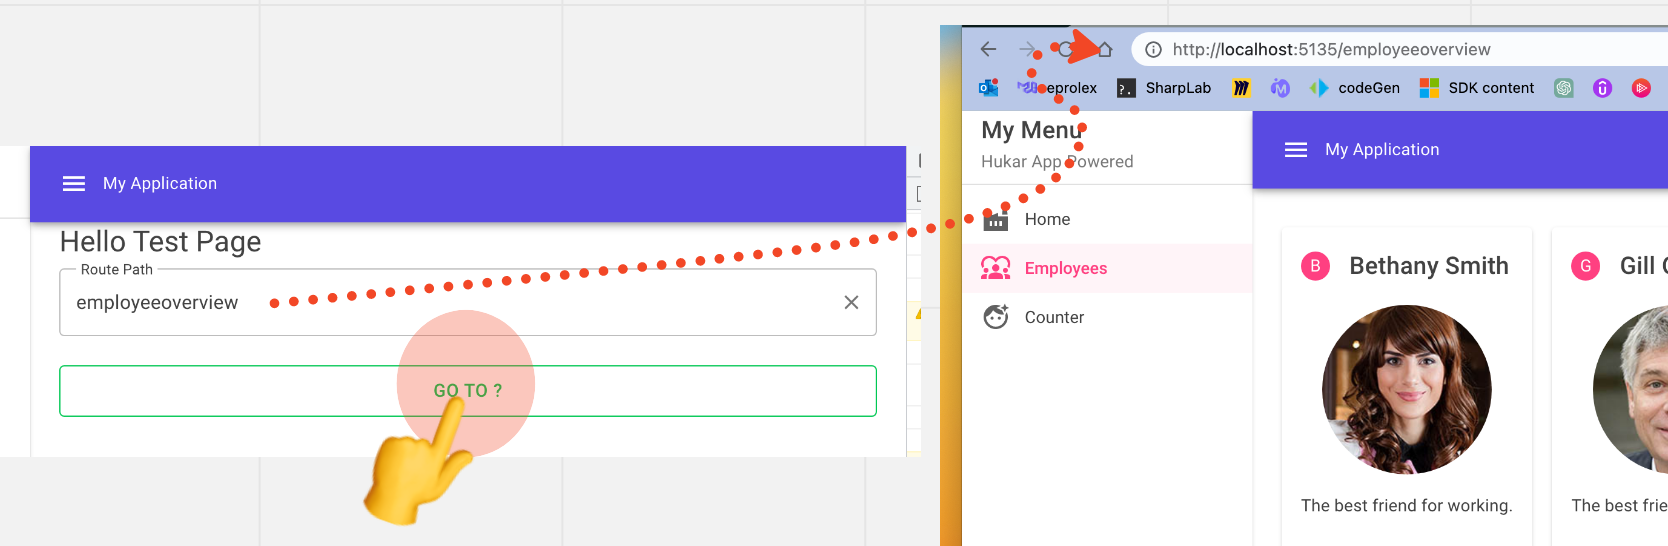 My Application
Hello Test Page
Route Path
employeeoverview
GO TO ?
http://localhost:5135/employeeoverview
eprolex SharpLab codeGen SDK content
My Menu
Hukar App Powered
Home
Employees
Counter
My Application
B Bethany Smith
The best friend for working.
G Gill
The best frie